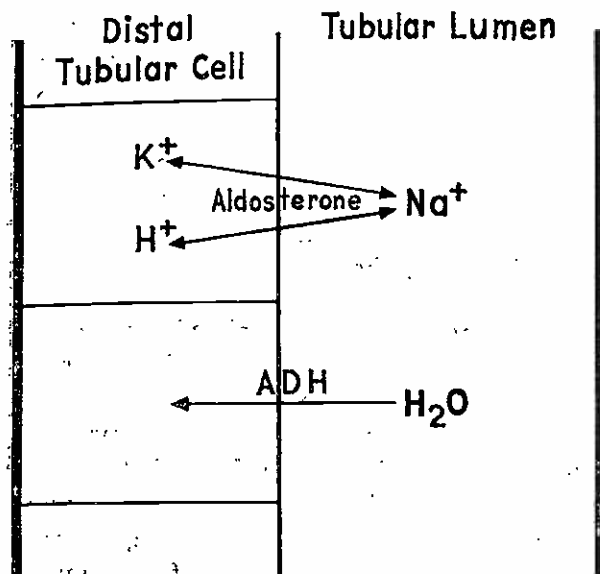 Distal
Tubular Cell
Tubular Lumen
K+
Aldosterone
Na+
H+
ADH
H₂O